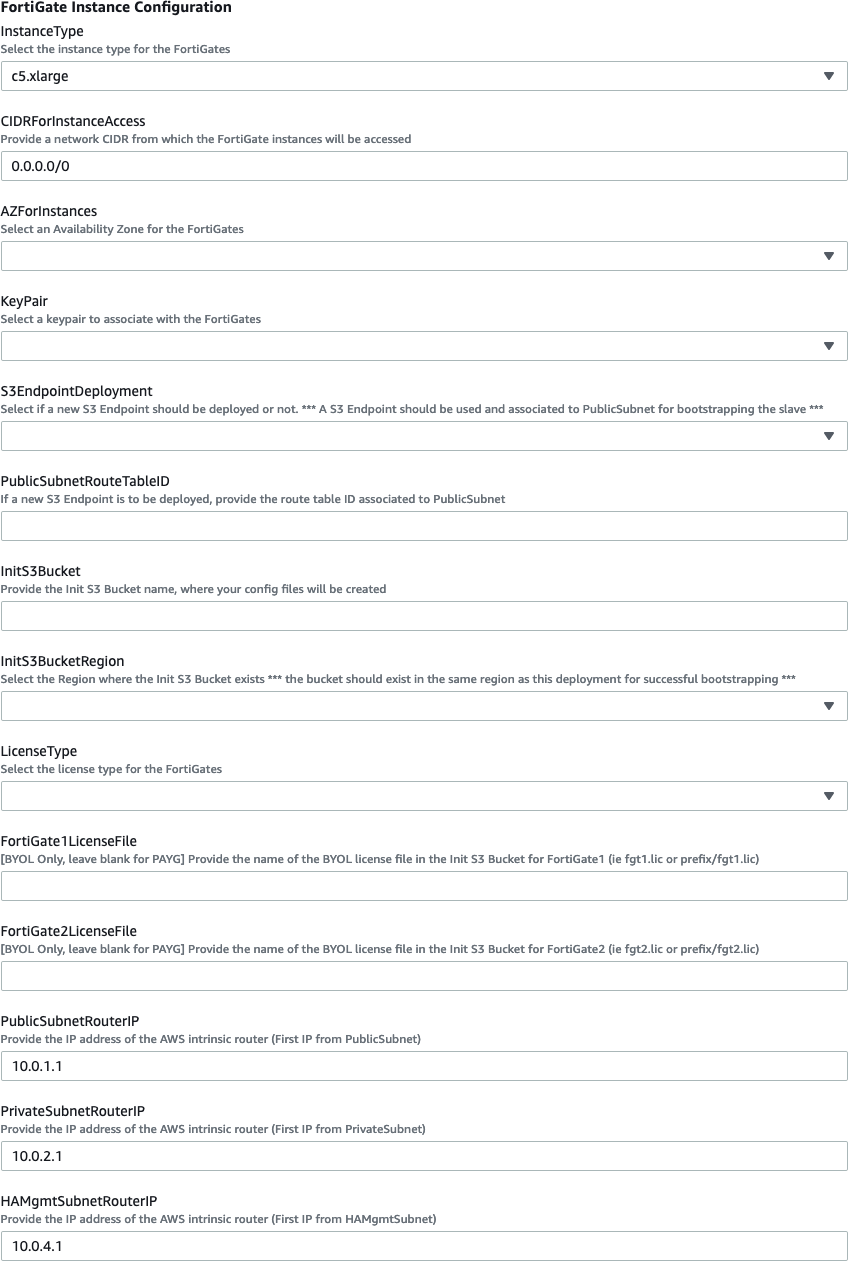 FortiGate Instance Configuration
InstanceType
Select the instance type for the FortiGates
c5.xlarge
CIDRForInstanceAccess
Provide a network CIDR from which the FortiGate instances will be accessed
0.0.0.0/0
AZForInstances
Select an Availability Zone for the FortiGates
KeyPair
Select a keypair to associate with the FortiGates
S3EndpointDeployment
Select if a new S3 Endpoint should be deployed or not. *** A S3 Endpoint should be used and associated to PublicSubnet for bootstrapping the slave ***
PublicSubnetRouteTableID
If a new S3 Endpoint is to be deployed, provide the route table ID associated to PublicSubnet
InitS3Bucket
Provide the Init S3 Bucket name, where your config files will be created
InitS3BucketRegion
Select the Region where the Init S3 Bucket exists *** the bucket should exist in the same region as this deployment for successful bootstrapping ***
LicenseType
Select the license type for the FortiGates
FortiGate1LicenseFile
[BYOL Only, leave blank for PAYG] Provide the name of the BYOL license file in the Init S3 Bucket for FortiGate1 (ie fgt1.lic or prefix/fgt1.lic)
FortiGate2LicenseFile
[BYOL Only, leave blank for PAYG] Provide the name of the BYOL license file in the Init S3 Bucket for FortiGate2 (ie fgt2.lic or prefix/fgt2.lic)
PublicSubnetRouterIP
Provide the IP address of the AWS intrinsic router (First IP from PublicSubnet)
10.0.1.1
PrivateSubnetRouterIP
Provide the IP address of the AWS intrinsic router (First IP from PrivateSubnet)
10.0.2.1
HAMgmtSubnetRouterIP
Provide the IP address of the AWS intrinsic router (First IP from HAMgmtSubnet)
10.0.4.1